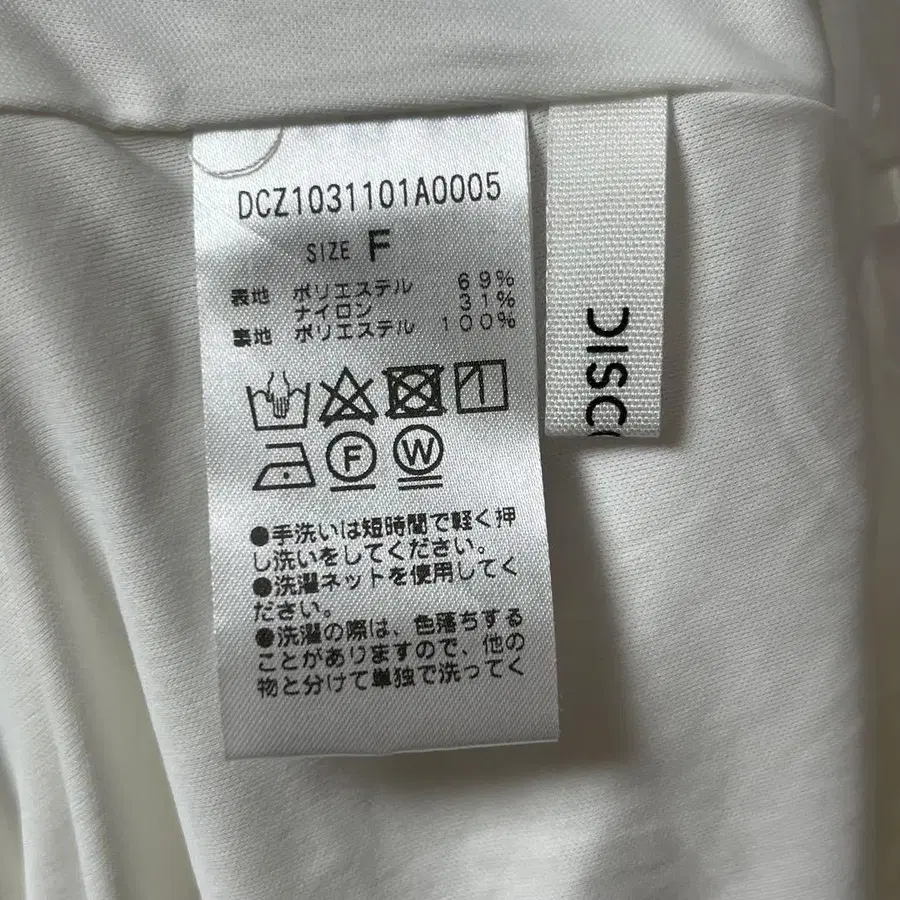 DCZ1031101A0005
SIZE F
表地 ポリエステル 69%
ナイロン 31%
裏地 ポリエステル 100%
F W
●手洗いは短時間で軽く押
し洗いをしてください。
●洗濯ネットを使用してく
ださい。
●洗濯の際は、色落ちする
ことがありますので、他の
物と分けて単独で洗ってく